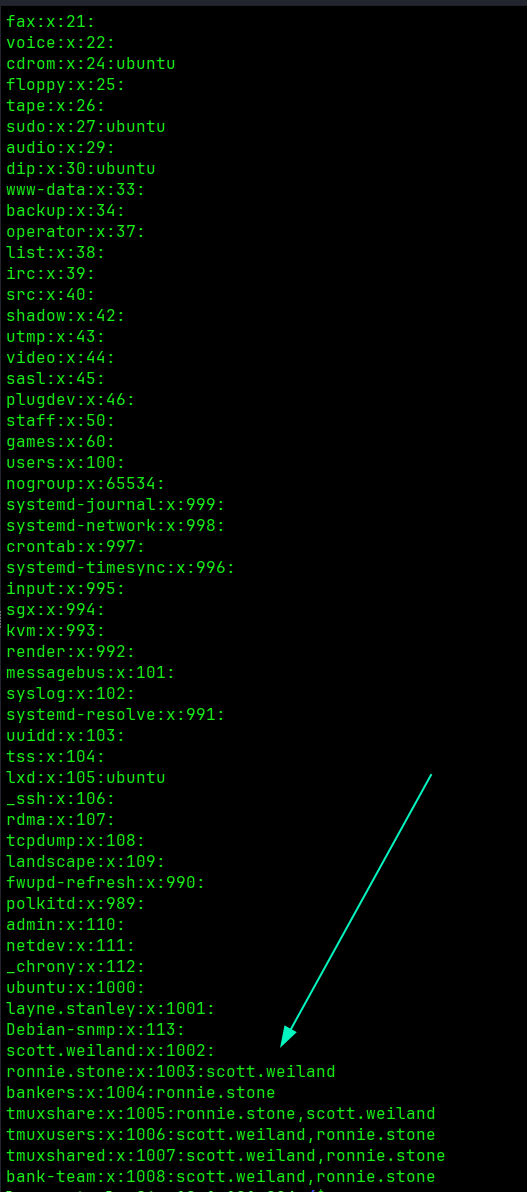 fax:x:21:
voice:x:22:
cdrom:x:24:ubuntu
floppy:x:25:
tape:x:26:
sudo:x:27:ubuntu
audio:x:29:
dip:x:30:ubuntu
www-data:x:33:
backup:x:34:
operator:x:37:
list:x:38:
irc:x:39:
src:x:40:
shadow:x:42:
utmp:x:43:
video:x:44:
sasl:x:45:
plugdev:x:46:
staff:x:50:
games:x:60:
users:x:100:
nogroup:x:65534:
systemd-journal:x:999:
systemd-network:x:998:
crontab:x:997:
systemd-timesync:x:996:
input:x:995:
sgx:x:994:
kvm:x:993:
render:x:992:
messagebus:x:101:
syslog:x:102:
systemd-resolve:x:991:
uuidd:x:103:
tss:x:104:
lxd:x:105:ubuntu
_ssh:x:106:
rdma:x:107:
tcpdump:x:108:
landscape:x:109:
fwupd-refresh:x:990:
polkitd:x:989:
admin:x:110:
netdev:x:111:
_chrony:x:112:
ubuntu:x:1000:
layne.stanley:x:1001:
Debian-snmp:x:113:
scott.weiland:x:1002:
ronnie.stone:x:1003:scott.weiland
bankers:x:1004:ronnie.stone
tmuxshare:x:1005:ronnie.stone,scott.weiland
tmuxusers:x:1006:scott.weiland,ronnie.stone
tmuxshared:x:1007:scott.weiland,ronnie.stone
bank-team:x:1008:scott.weiland,ronnie.stone